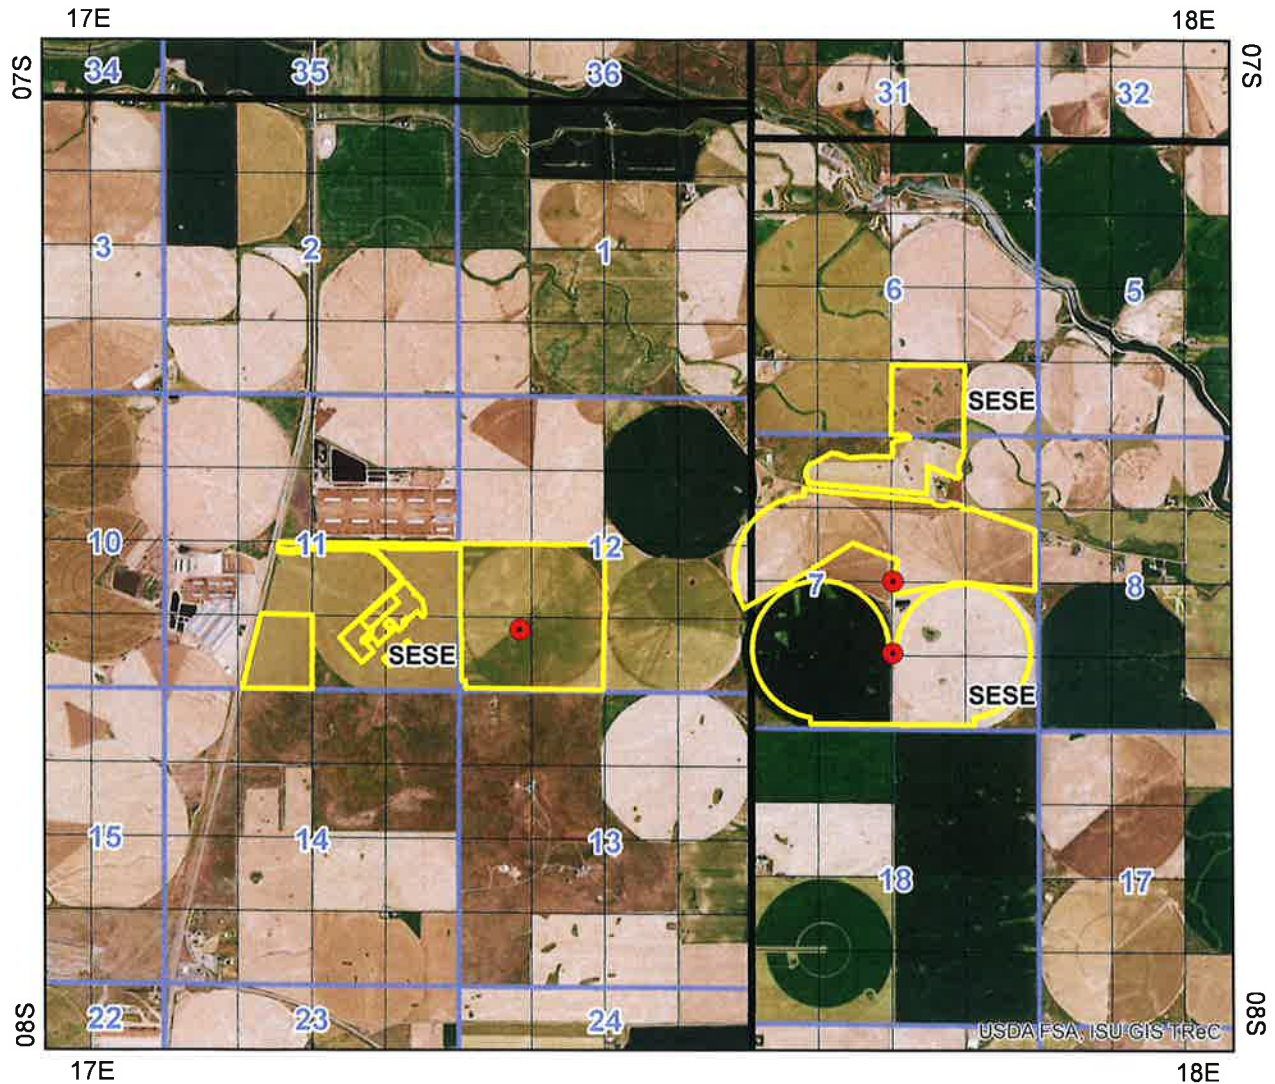 17E 18E
07S 07S
34 35 36 31 32
3 2 1 6 5
SESE
10 11 12 7 8
SESE
SESE
15 14 13 18 17
22 23 24
USDA FSA, ISU GIS TReC
08S 08S
17E 18E